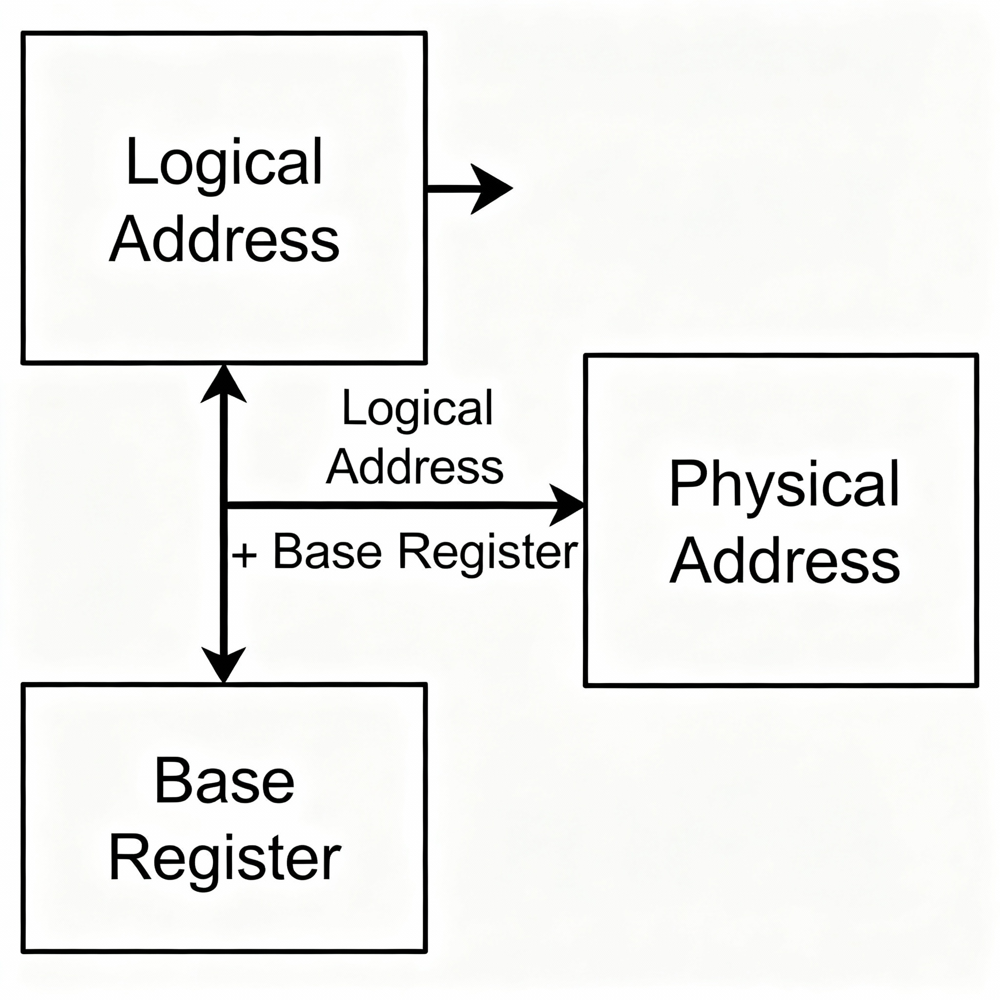 Logical
Address
Logical
Address
+ Base Register
Physical
Address
Base
Register